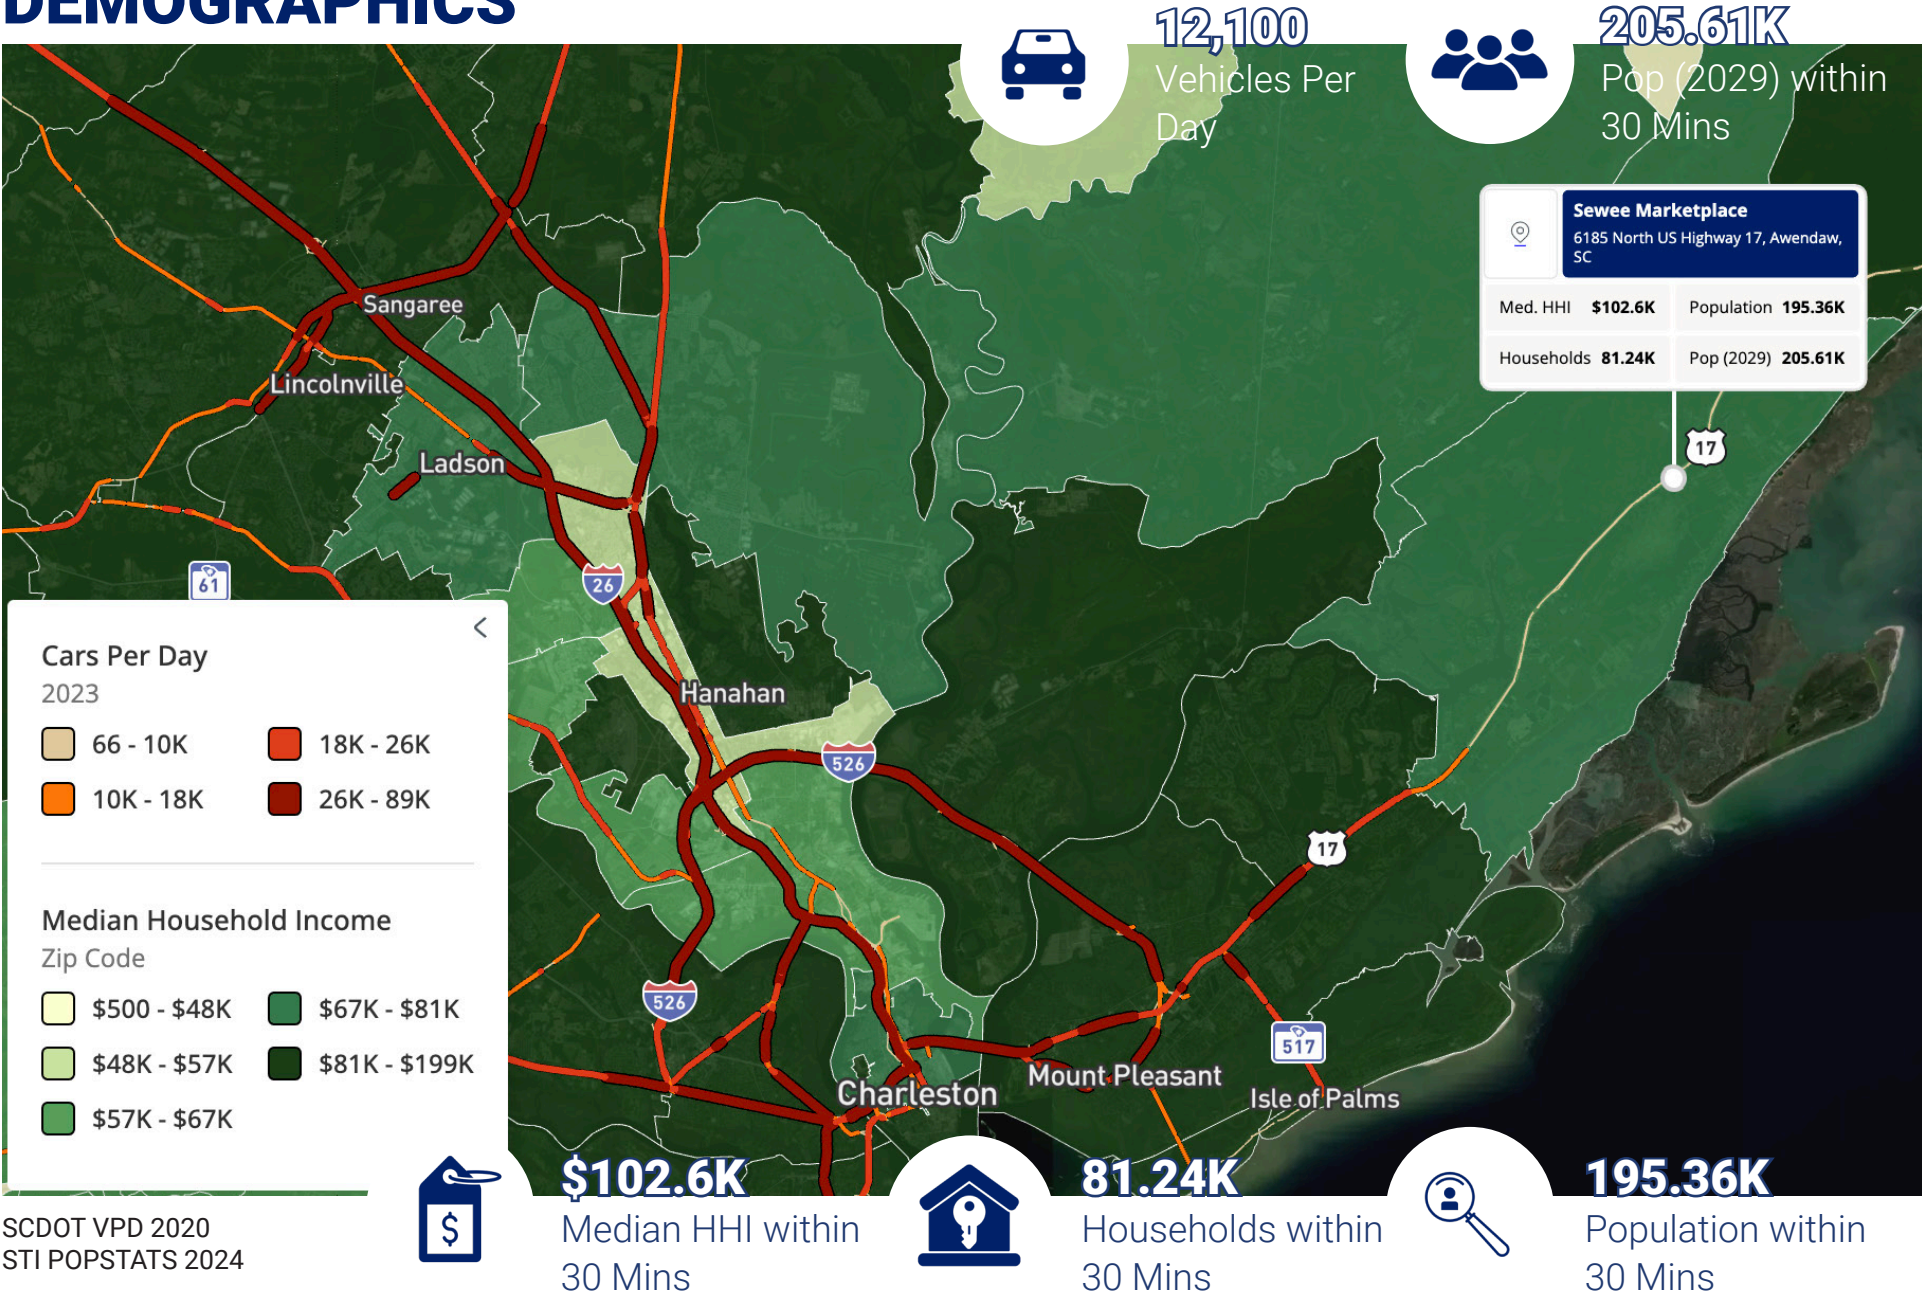 DEMOGRAPHICS
12,100
Vehicles Per
Day
205.61K
Pop (2029) within
30 Mins
Sewee Marketplace
6185 North US Highway 17, Awendaw,
SC
Med. HHI $102.6K
Population 195.36K
Households 81.24K
Pop (2029) 205.61K
17
Sangaree
Lincolnville
Ladson
61
26
Hanahan
526
17
526
517
Mount Pleasant
Charleston
Isle of Palms
Cars Per Day
2023
66 - 10K
18K - 26K
10K - 18K
26K - 89K
Median Household Income
Zip Code
$500 - $48K
$67K - $81K
$48K - $57K
$81K - $199K
$57K - $67K
SCDOT VPD 2020
STI POPSTATS 2024
$
$102.6K
Median HHI within
30 Mins
81.24K
Households within
30 Mins
195.36K
Population within
30 Mins